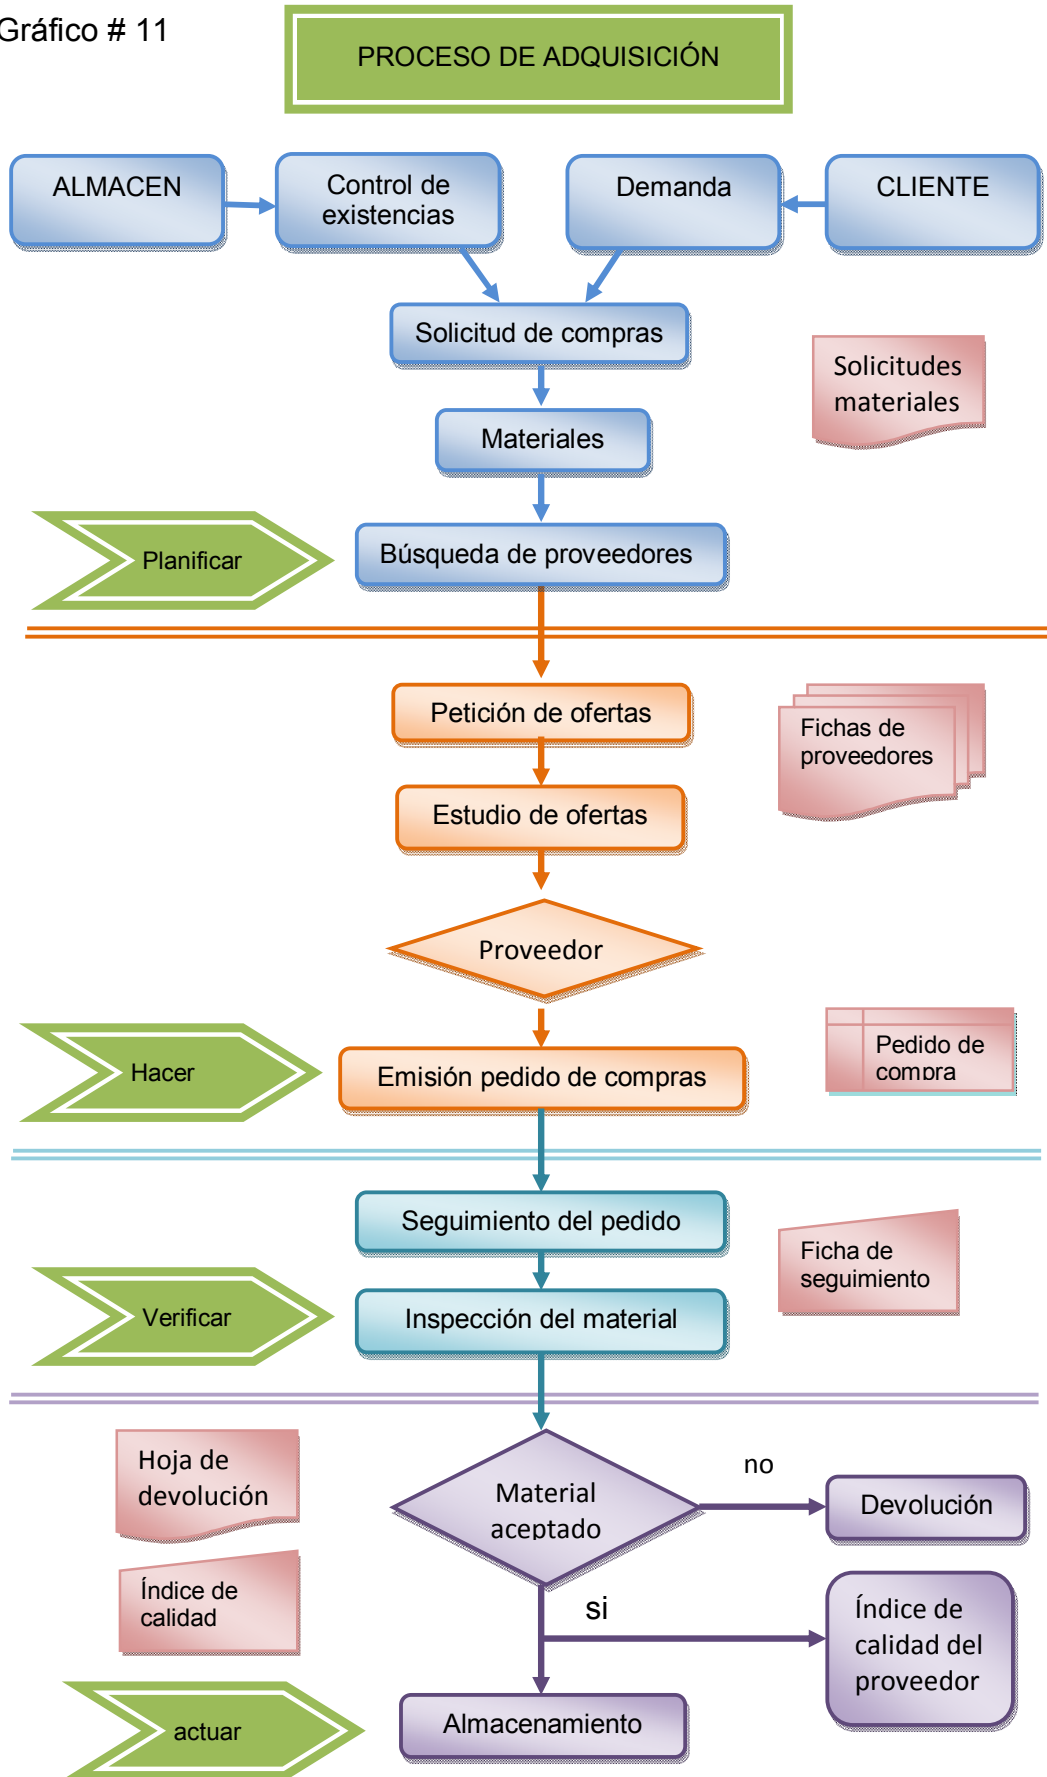 Gráfico # 11
PROCESO DE ADQUISICIÓN
ALMACEN
Control de
existencias
Demanda
CLIENTE
Solicitud de compras
Solicitudes
materiales
Materiales
Planificar
Búsqueda de proveedores
Petición de ofertas
Fichas de
proveedores
Estudio de ofertas
Proveedor
Hacer
Emisión pedido de compras
Pedido de
compra
Seguimiento del pedido
Ficha de
seguimiento
Verificar
Inspección del material
Hoja de
devolución
Material
aceptado
no
Devolución
Índice de
calidad
si
Índice de
calidad del
proveedor
actuar
Almacenamiento